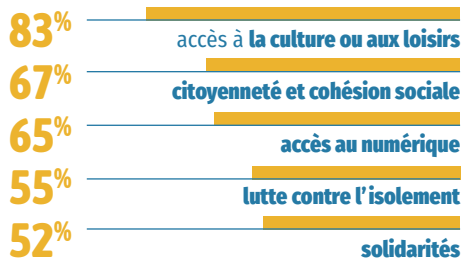 83%
accès à la culture ou aux loisirs
67%
citoyenneté et cohésion sociale
65%
accès au numérique
55%
lutte contre l'isolement
52%
solidarités